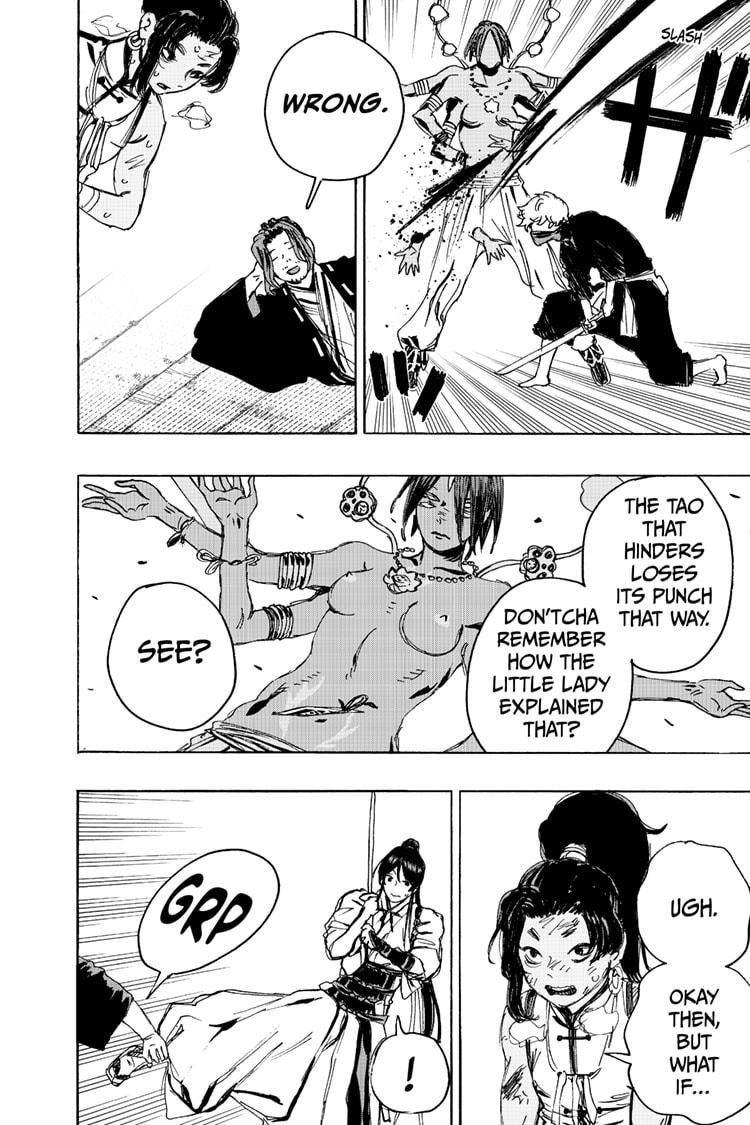 SLASH
WRONG.
THE TAO
THAT
HINDERS
LOSES
ITS PUNCH
THAT WAY.
DON'TCHA
REMEMBER
HOW THE
LITTLE LADY
EXPLAINED
THAT?
SEE?
UGH.
OKAY
THEN,
BUT
WHAT
IF...
!
GRP